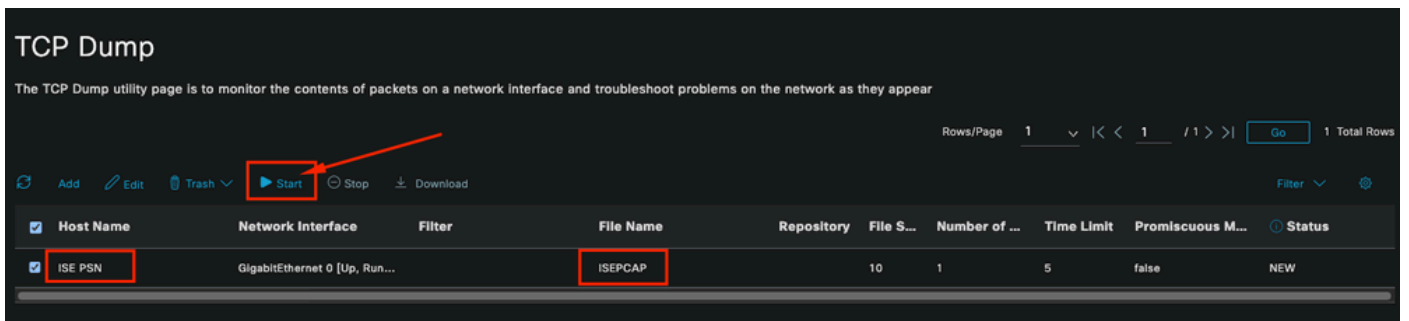 TCP Dump
The TCP Dump utility page is to monitor the contents of packets on a network interface and troubleshoot problems on the network as they appear
Rows/Page 1 |< < 1 / 1 > >| Go 1 Total Rows
Add Edit Trash Start Stop Download Filter
Host Name Network Interface Filter File Name Repository File S... Number of ... Time Limit Promiscuous M... Status
ISE PSN GigabitEthernet 0 [Up, Run... ISEPCAP 10 1 5 false NEW